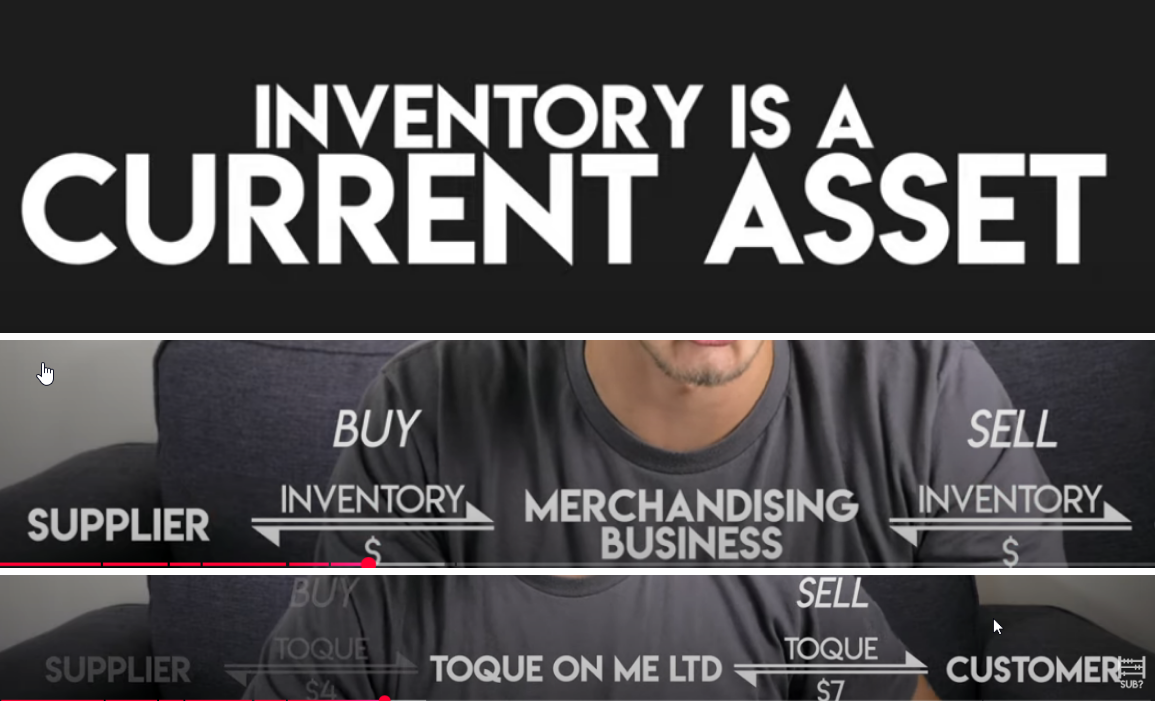 INVENTORY IS A
CURRENT ASSET
BUY
SELL
INVENTORY
INVENTORY
SUPPLIER
MERCHANDISING
BUSINESS
$
$
BUY
SELL
TOQUE
TOQUE
SUPPLIER
TOQUE ON ME LTD
CUSTOMER
$4
$7
SUB?